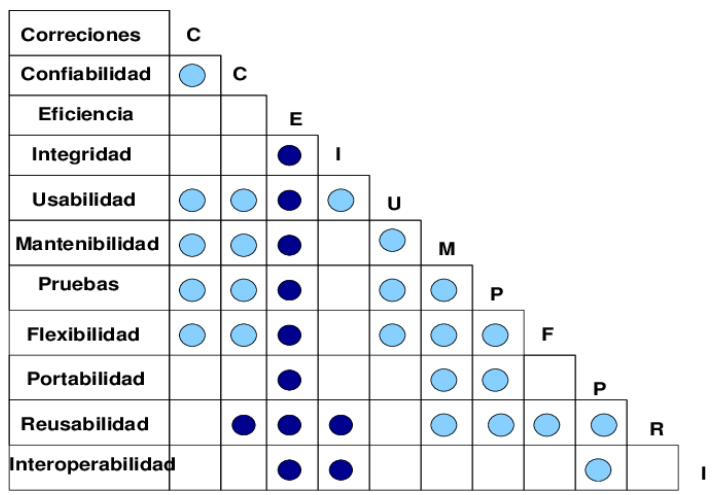 Correciones C
Confiabilidad C
Eficiencia E
Integridad I
Usabilidad U
Mantenibilidad M
Pruebas P
Flexibilidad F
Portabilidad P
Reusabilidad R
Interoperabilidad I